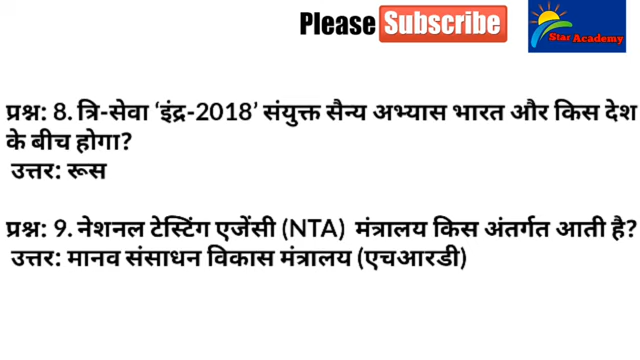 Please Subscribe
Star Academy
प्रश्न: 8. त्रि-सेवा ‘इंद्र-2018’ संयुक्त सैन्य अभ्यास भारत और किस देश
के बीच होगा?
उत्तर: रूस
प्रश्न: 9. नेशनल टेस्टिंग एजेंसी (NTA) मंत्रालय किस अंतर्गत आती है?
उत्तर: मानव संसाधन विकास मंत्रालय (एचआरडी)